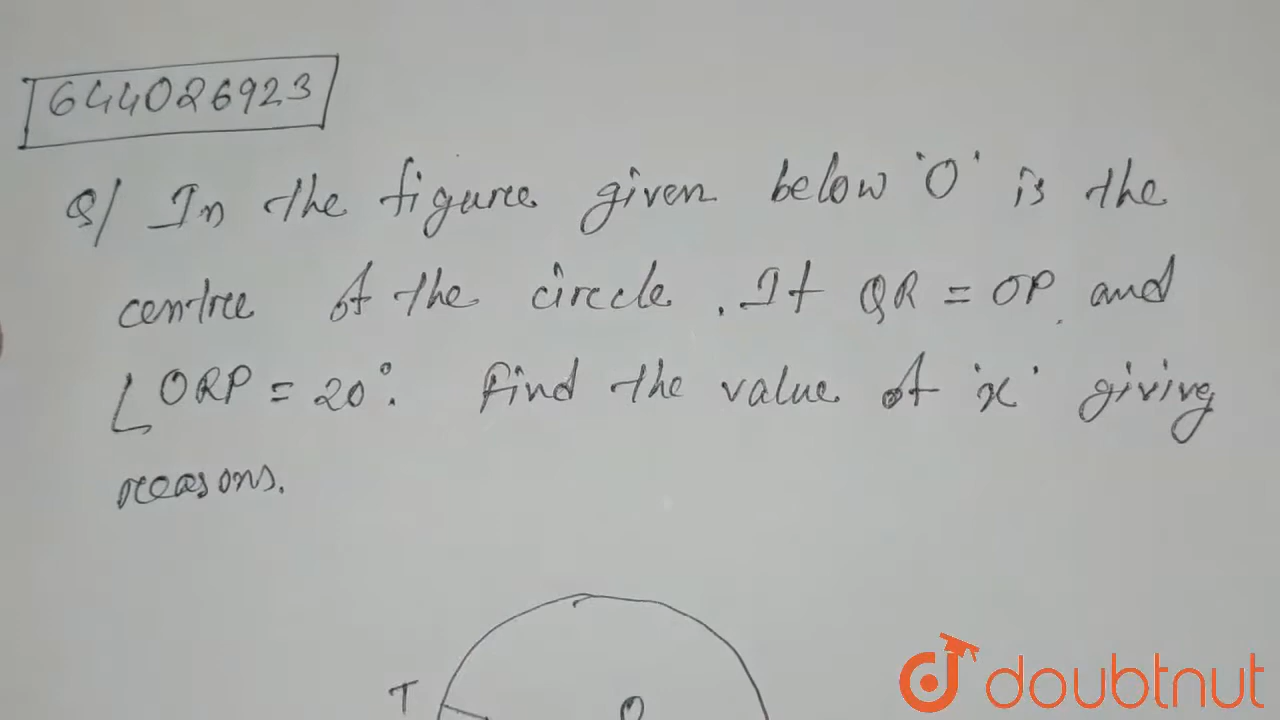 644026923
Q/ In the figure given below 'O' is the
centre of the circle. If QR = OP and
∠ORP = 20°. Find the value of 'x' giving
reasons.
T
O
doubtnut